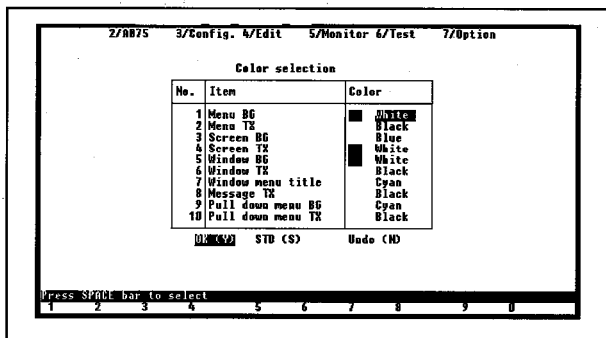 2/AB75 3/Config. 4/Edit 5/Monitor 6/Test 7/Option
Color selection
No. Item Color
1 Menu BG White
2 Menu TX Black
3 Screen BG Blue
4 Screen TX White
5 Window BG White
6 Window TX Black
7 Window menu title Cyan
8 Message TX Black
9 Pull down menu BG Cyan
10 Pull down menu TX Black
OK (Y) STD (S) Undo (N)
Press SPACE bar to select
1 2 3 4 5 6 7 8 9 0